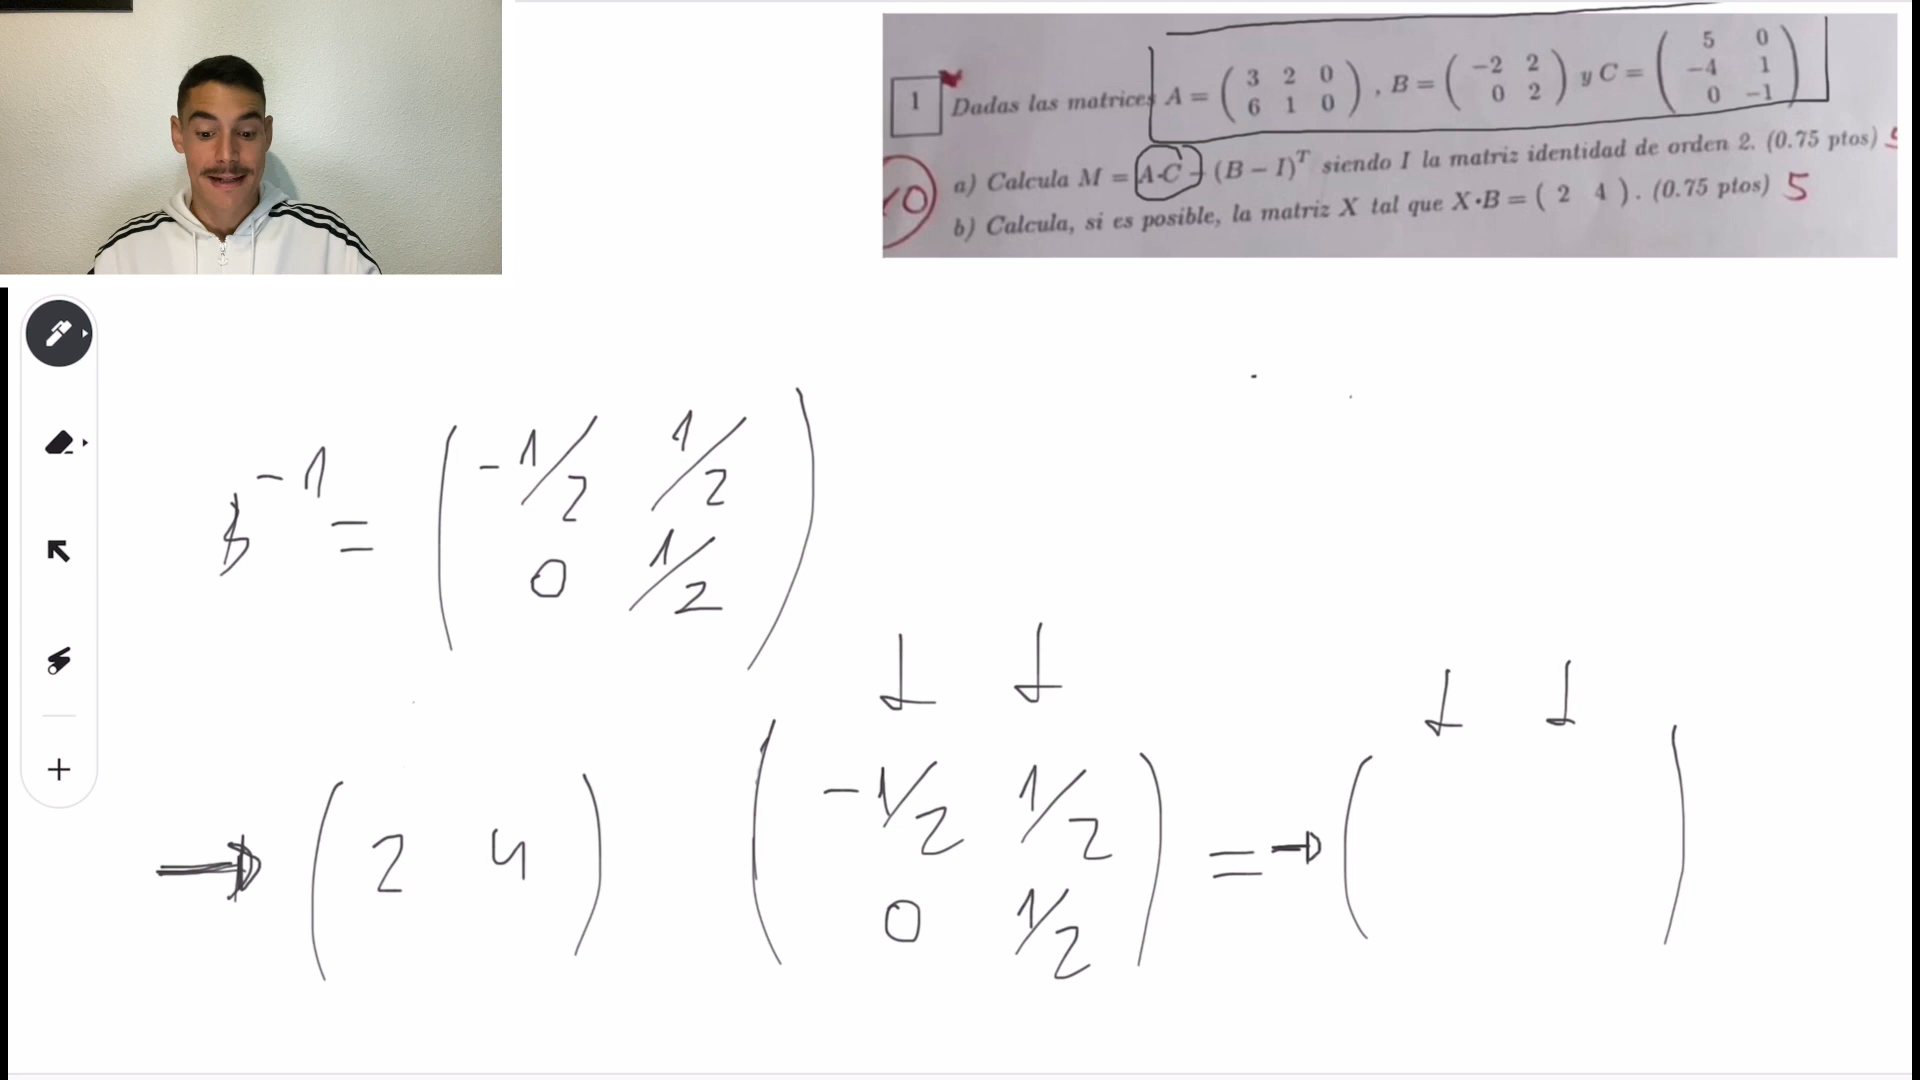 1 Dadas las matrices A = ( 3 2 0 / 6 1 0 ), B = ( -2 2 / 0 2 ) y C = ( 5 0 / -4 1 / 0 -1 )
a) Calcula M = A·C - (B - I)^T siendo I la matriz identidad de orden 2. (0.75 ptos)
10
b) Calcula, si es posible, la matriz X tal que X·B = ( 2 4 ). (0.75 ptos) 5
B^-1 = ( -1/2 1/2 / 0 1/2 )
( 2 4 ) ( -1/2 1/2 / 0 1/2 ) = → ( )
+